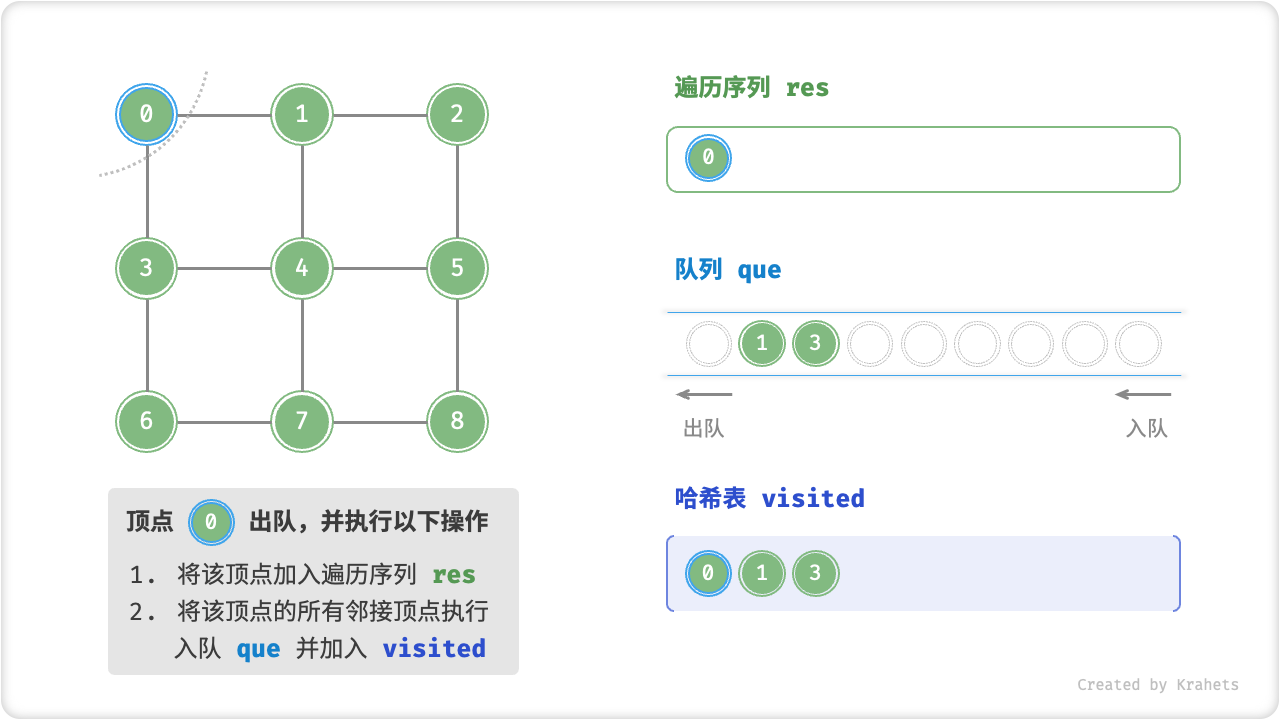 0 1 2
3 4 5
6 7 8
顶点 0 出队，并执行以下操作
1. 将该顶点加入遍历序列 res
2. 将该顶点的所有邻接顶点执行
入队 que 并加入 visited
遍历序列 res
0
队列 que
1 3
出队 入队
哈希表 visited
0 1 3
Created by Krahets